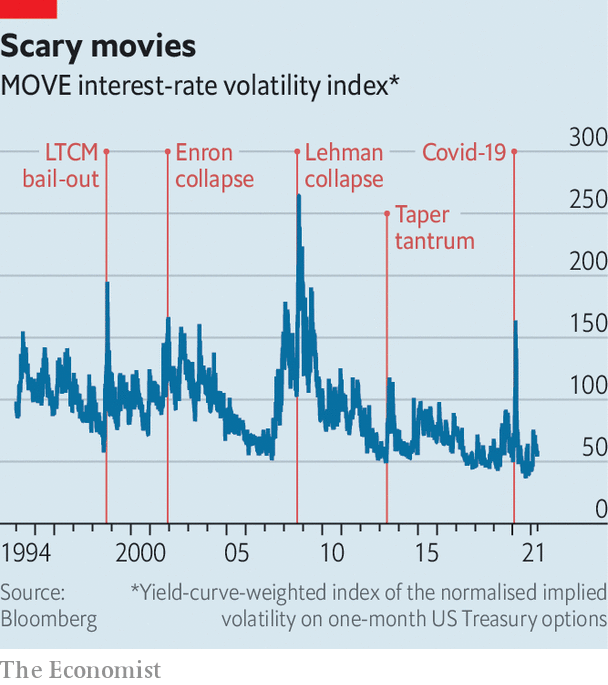 Scary movies
MOVE interest-rate volatility index*
300
LTCM
bail-out
Enron
collapse
Lehman
collapse
Covid-19
250
Taper
tantrum
200
150
100
50
0
1994 2000 05 10 15 21
Source:
Bloomberg
*Yield-curve-weighted index of the normalised implied
volatility on one-month US Treasury options
The Economist